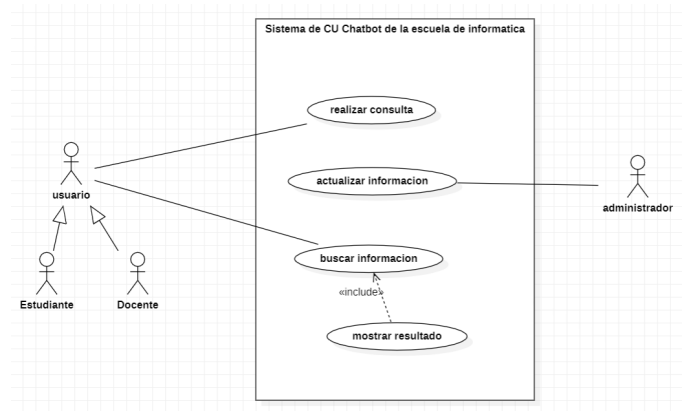 Sistema de CU Chatbot de la escuela de informatica
realizar consulta
usuario
actualizar informacion
administrador
buscar informacion
Estudiante
Docente
«include»
mostrar resultado